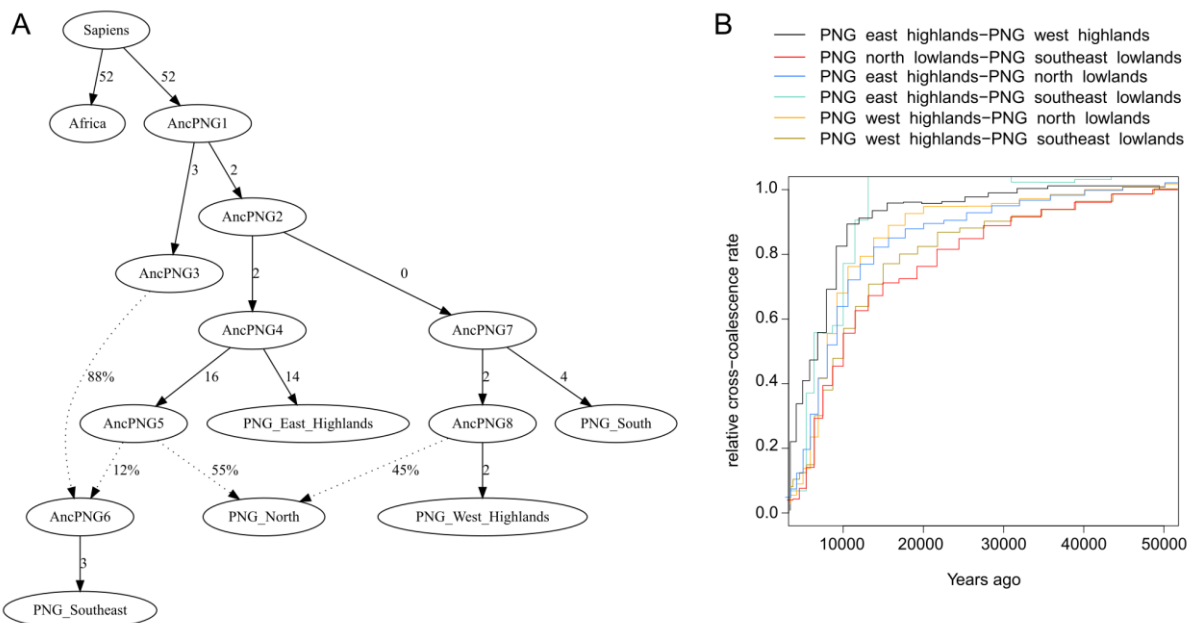 A
Sapiens
52
52
Africa
AncPNG1
3
2
AncPNG2
AncPNG3
2
0
AncPNG4
AncPNG7
88%
16
14
2
4
AncPNG5
PNG_East_Highlands
AncPNG8
PNG_South
12%
55%
45%
2
AncPNG6
PNG_North
PNG_West_Highlands
3
PNG_Southeast
B
PNG east highlands−PNG west highlands
PNG north lowlands−PNG southeast lowlands
PNG east highlands−PNG north lowlands
PNG east highlands−PNG southeast lowlands
PNG west highlands−PNG north lowlands
PNG west highlands−PNG southeast lowlands
relative cross−coalescence rate
1.0
0.8
0.6
0.4
0.2
0.0
10000 20000 30000 40000 50000
Years ago